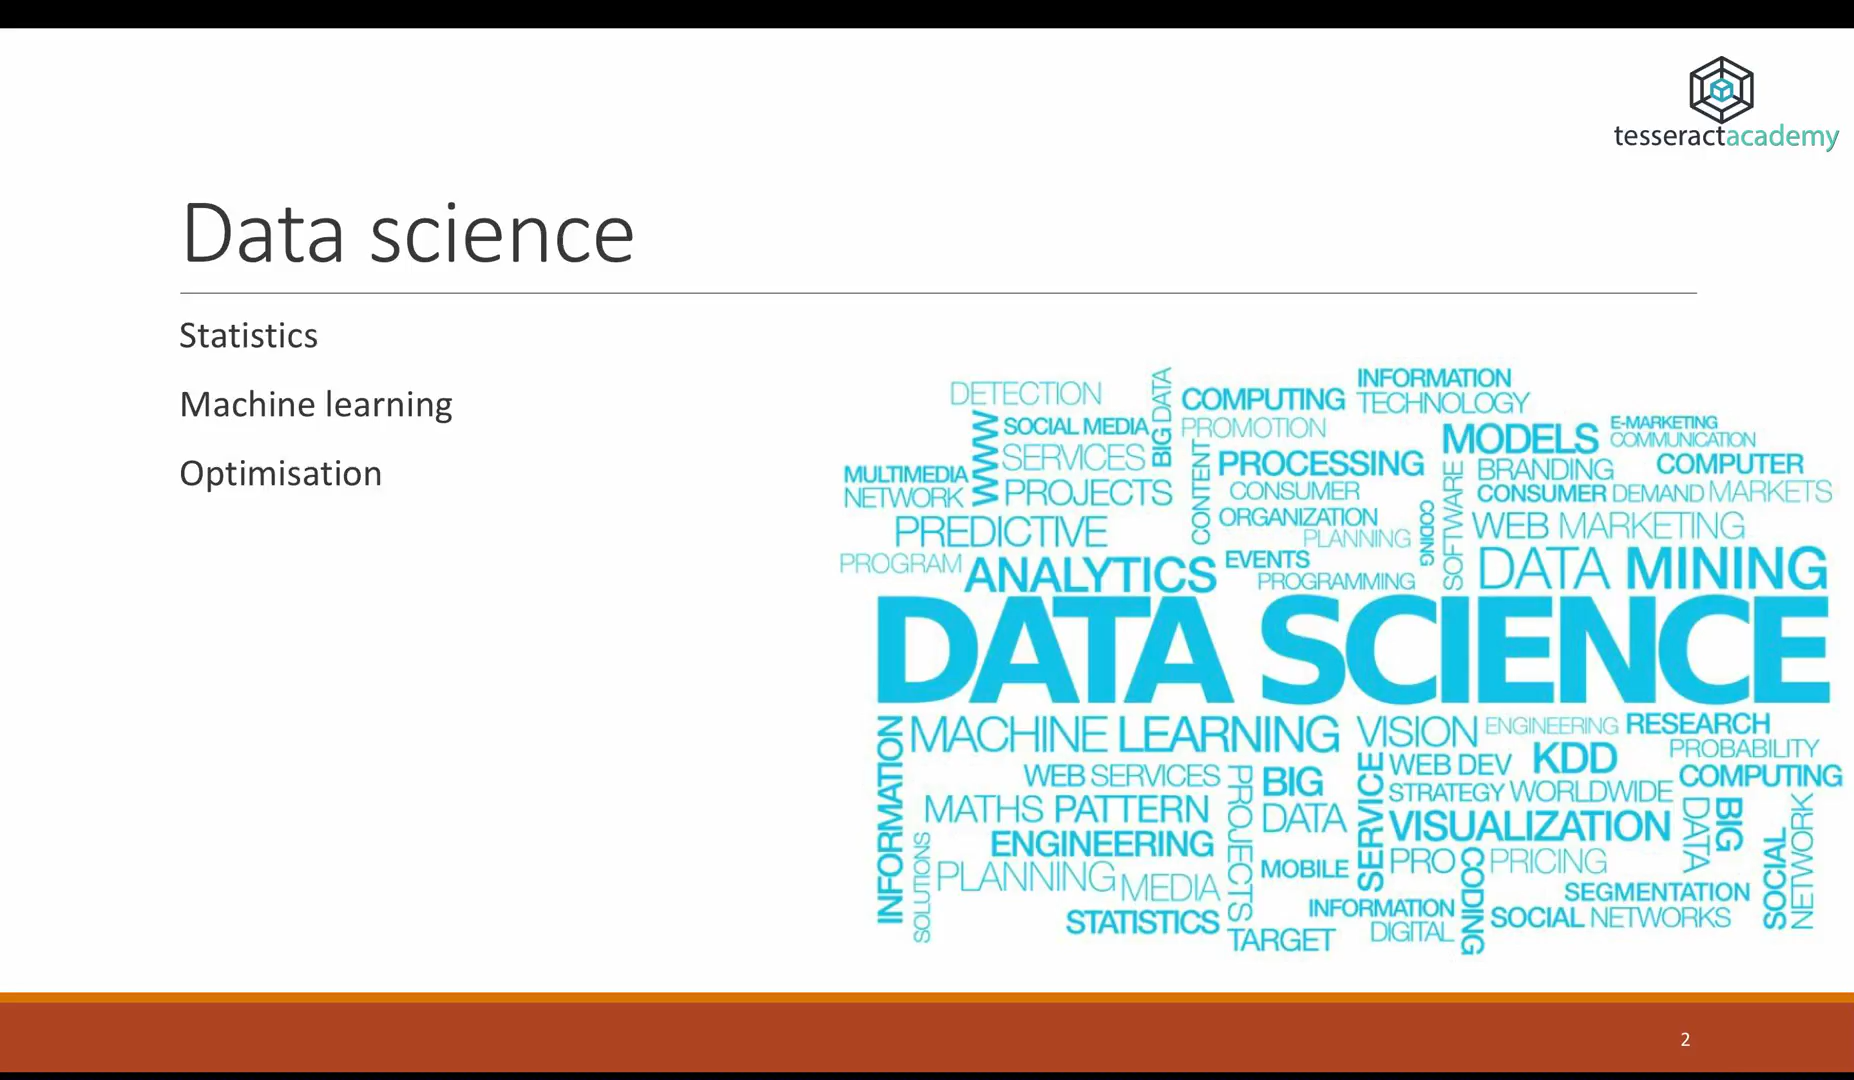 tesseractacademy
Data science
Statistics
Machine learning
Optimisation
DETECTION
BIG DATA
COMPUTING
INFORMATION
TECHNOLOGY
WWW
SOCIAL MEDIA
PROMOTION
SERVICES
MULTIMEDIA
NETWORK
PROJECTS
CONTENT
PROCESSING
CONSUMER
ORGANIZATION
PLANNING
CODING
SOFTWARE
MODELS
E-MARKETING
COMMUNICATION
BRANDING
COMPUTER
CONSUMER DEMAND MARKETS
WEB MARKETING
PREDICTIVE
PROGRAM
ANALYTICS
EVENTS
PROGRAMMING
DATA MINING
DATA SCIENCE
INFORMATION
MACHINE LEARNING
VISION
ENGINEERING
RESEARCH
PROBABILITY
WEB SERVICES
PROJECTS
BIG
DATA
SERVICE
WEB DEV
KDD
COMPUTING
STRATEGY WORLDWIDE
MATHS PATTERN
VISUALIZATION
DATA
BIG
SOCIAL
NETWORK
ENGINEERING
SOLUTIONS
PLANNING
MEDIA
MOBILE
PRO
CODING
PRICING
SEGMENTATION
STATISTICS
INFORMATION
DIGITAL
SOCIAL NETWORKS
TARGET
2